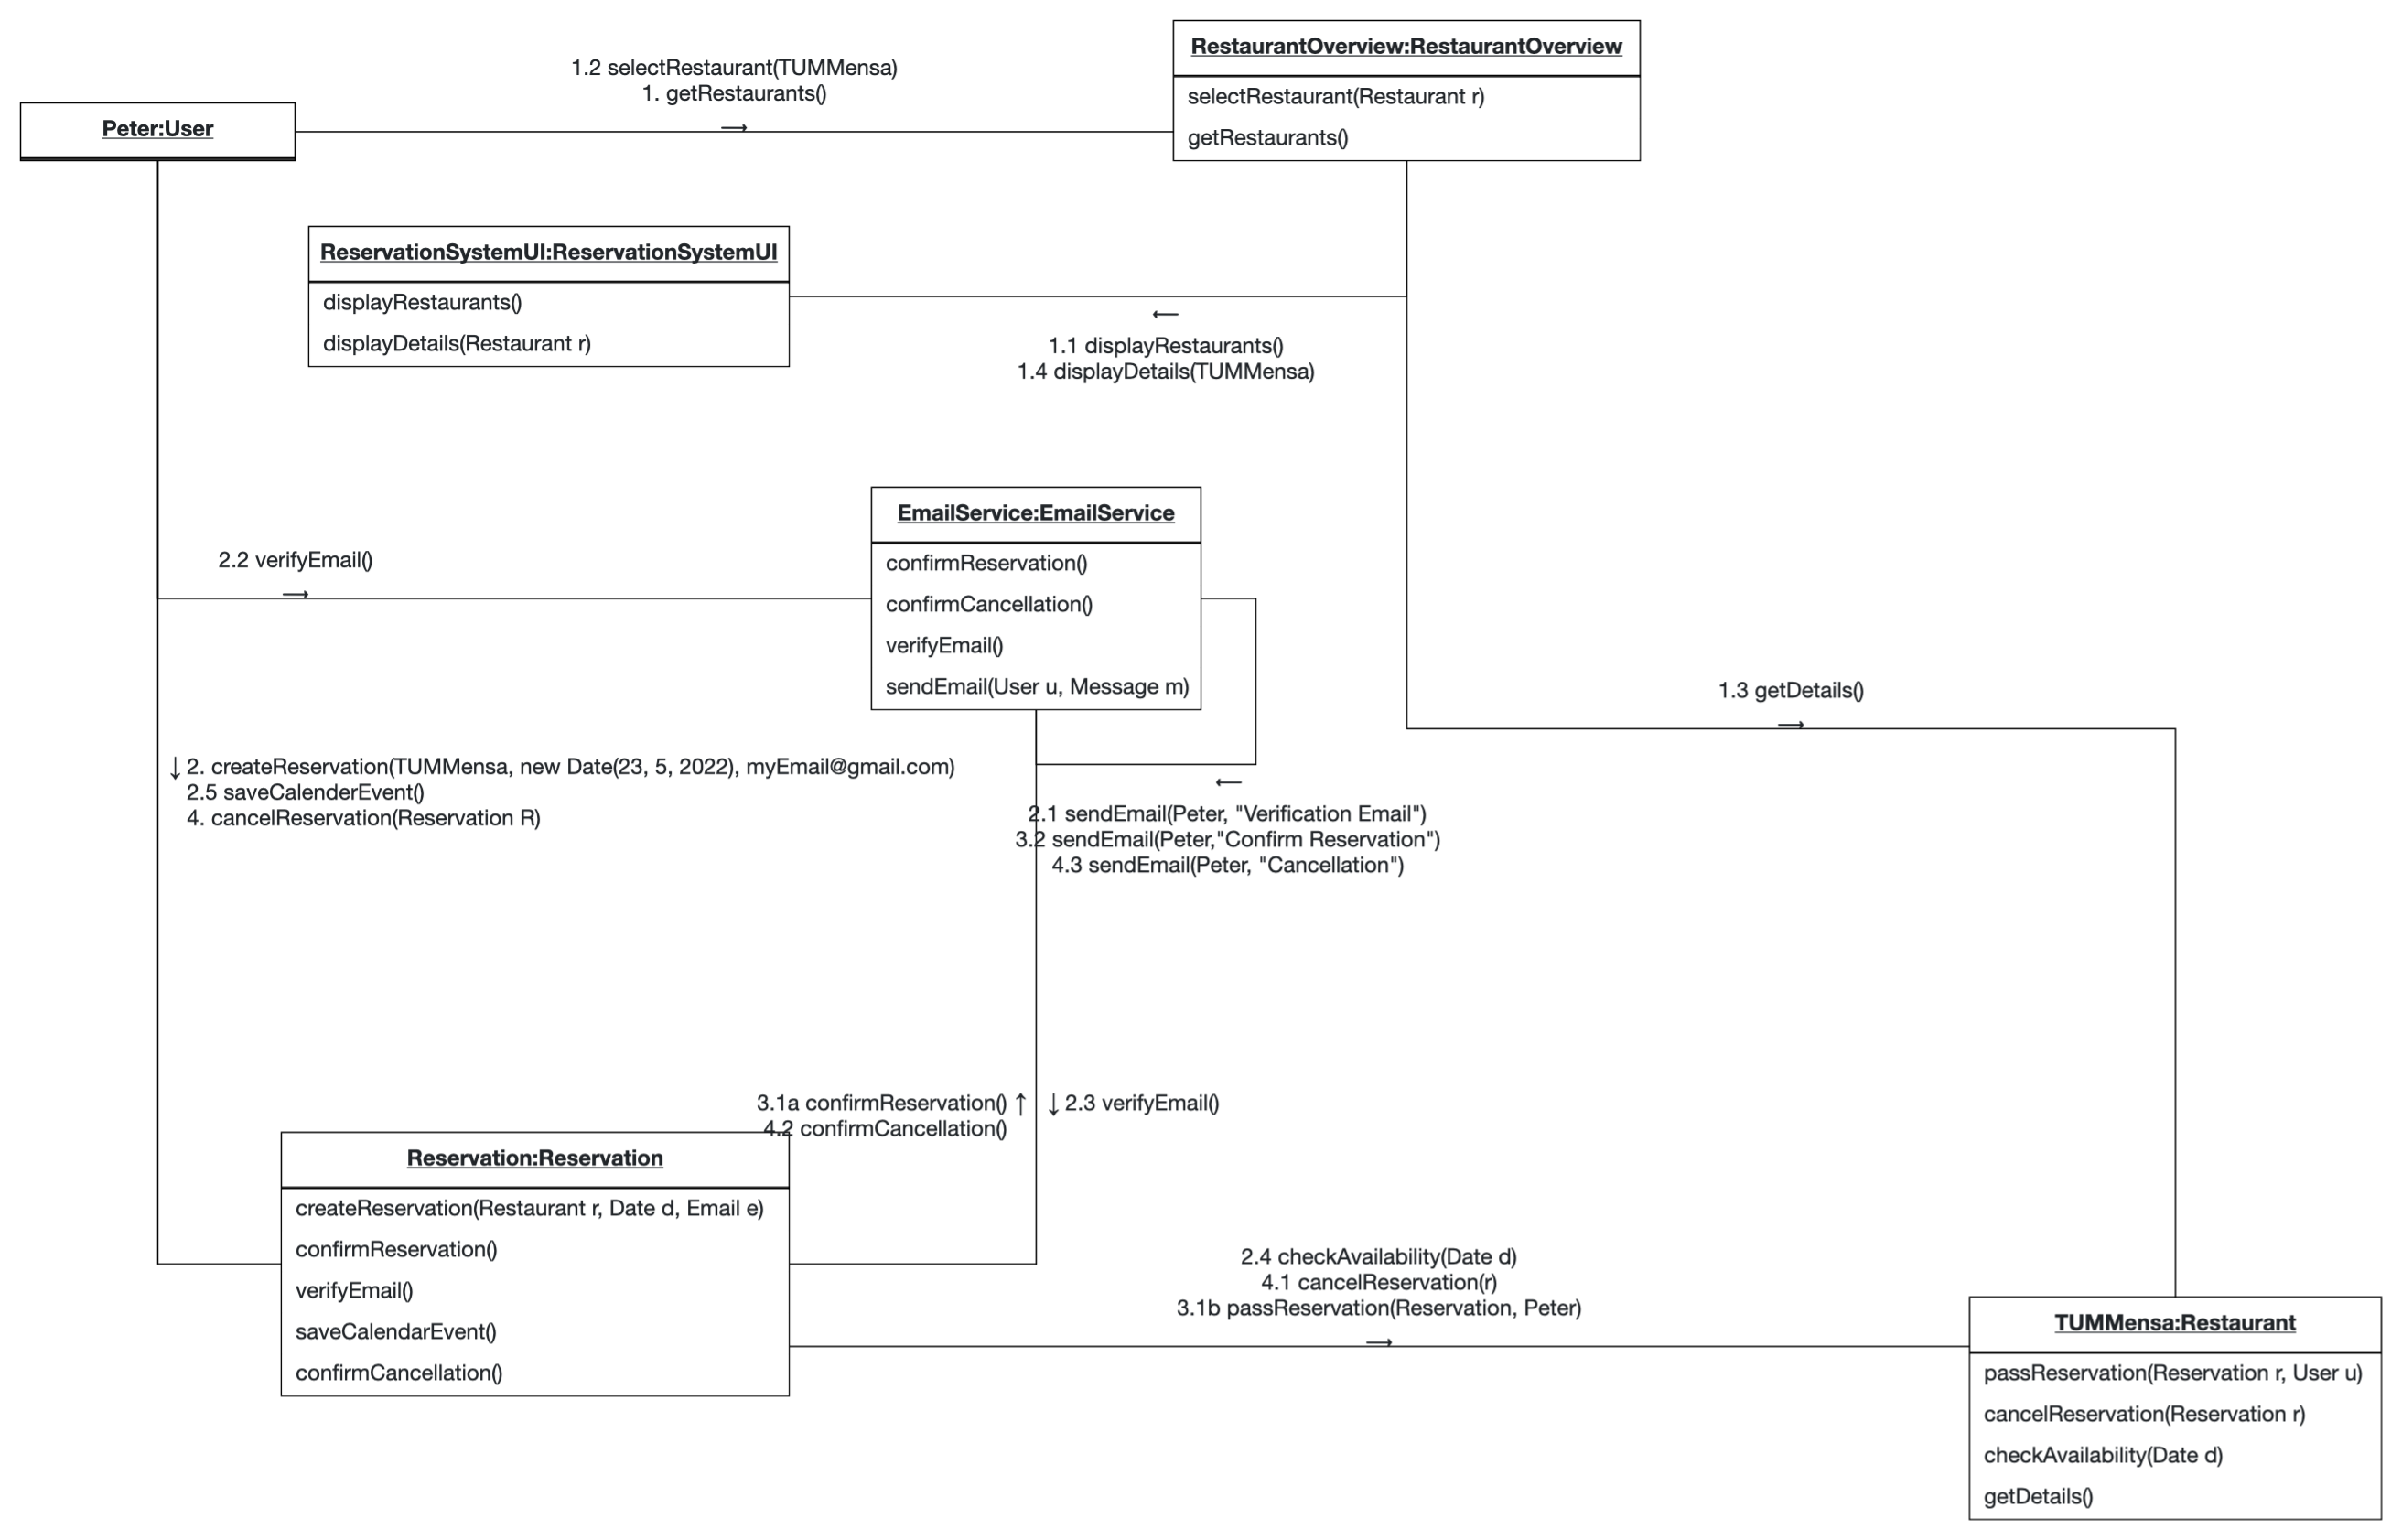 RestaurantOverview:RestaurantOverview
selectRestaurant(Restaurant r)
getRestaurants()
1.2 selectRestaurant(TUMMensa)
1. getRestaurants()
→
Peter:User
ReservationSystemUI:ReservationSystemUI
displayRestaurants()
displayDetails(Restaurant r)
←
1.1 displayRestaurants()
1.4 displayDetails(TUMMensa)
EmailService:EmailService
confirmReservation()
confirmCancellation()
verifyEmail()
sendEmail(User u, Message m)
2.2 verifyEmail()
→
1.3 getDetails()
→
↓ 2. createReservation(TUMMensa, new Date(23, 5, 2022), myEmail@gmail.com)
2.5 saveCalenderEvent()
4. cancelReservation(Reservation R)
←
2.1 sendEmail(Peter, "Verification Email")
3.2 sendEmail(Peter,"Confirm Reservation")
4.3 sendEmail(Peter, "Cancellation")
3.1a confirmReservation() ↑
4.2 confirmCancellation()
↓ 2.3 verifyEmail()
Reservation:Reservation
createReservation(Restaurant r, Date d, Email e)
confirmReservation()
verifyEmail()
saveCalendarEvent()
confirmCancellation()
2.4 checkAvailability(Date d)
4.1 cancelReservation(r)
3.1b passReservation(Reservation, Peter)
→
TUMMensa:Restaurant
passReservation(Reservation r, User u)
cancelReservation(Reservation r)
checkAvailability(Date d)
getDetails()